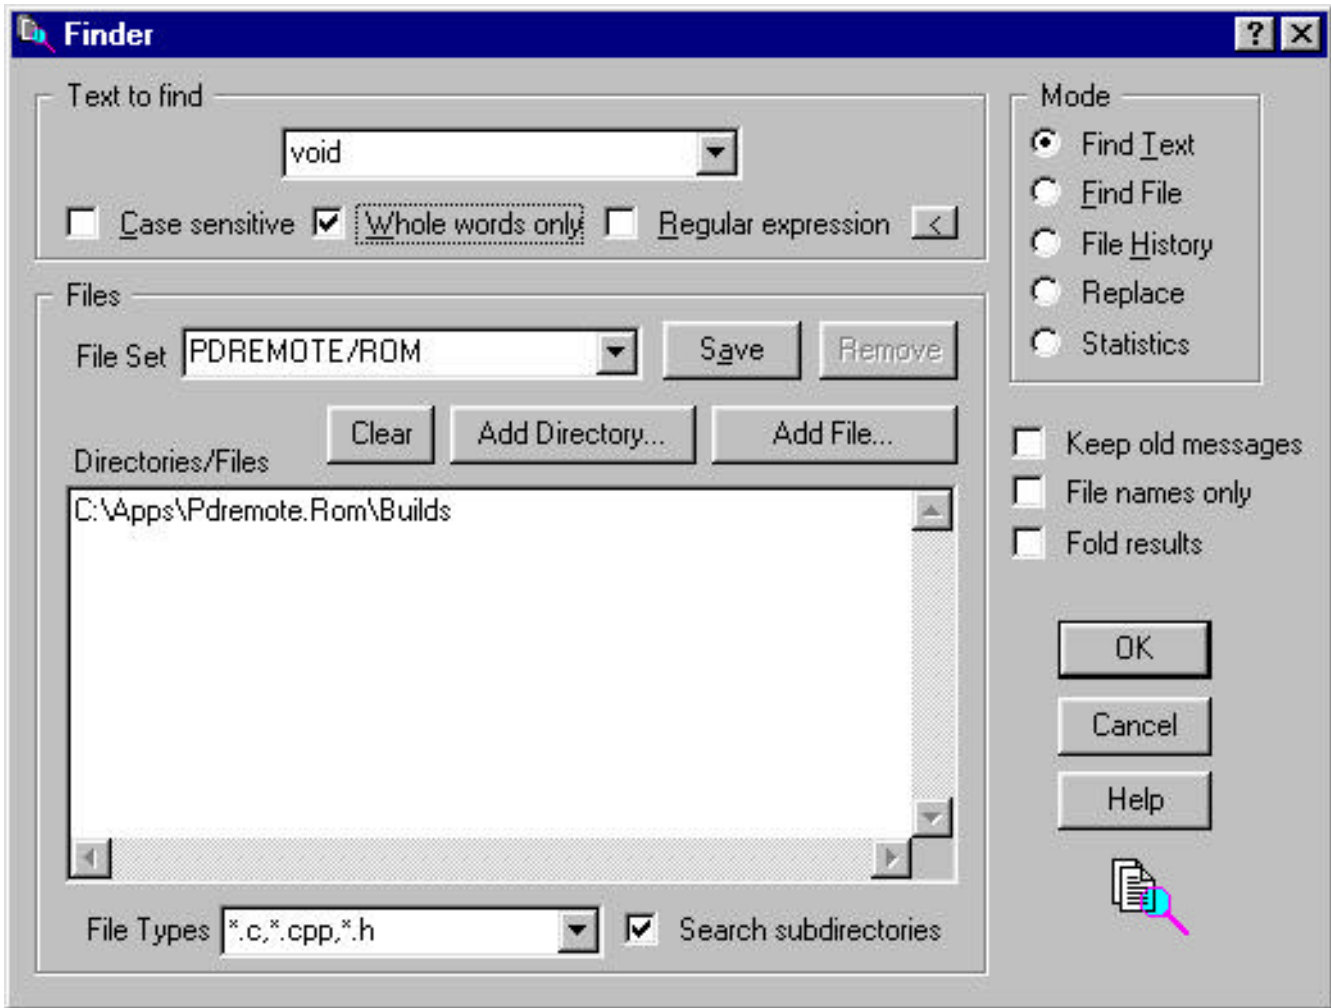 Finder
Text to find
void
Case sensitive Whole words only Regular expression <
Mode
Find Text
Find File
File History
Replace
Statistics
Files
File Set PDREMOTE/ROM Save Remove
Clear Add Directory... Add File...
Directories/Files
C:\Apps\Pdremote.Rom\Builds
File Types *.c,*.cpp,*.h Search subdirectories
Keep old messages
File names only
Fold results
OK
Cancel
Help